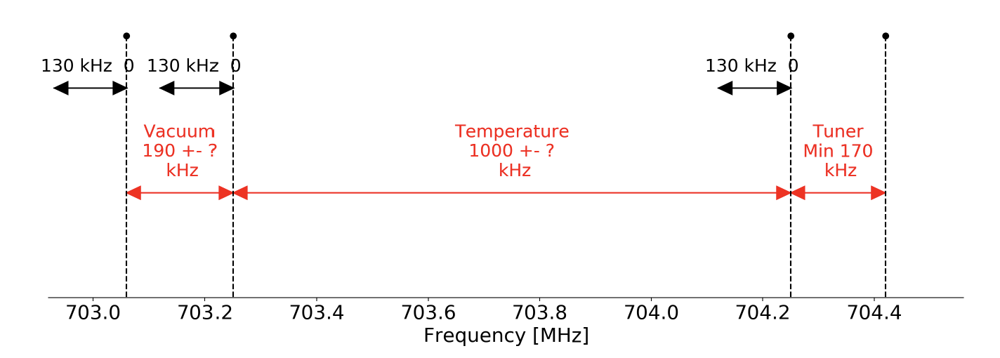 130 kHz 0 130 kHz 0 130 kHz 0
Vacuum
190 +- ?
kHz
Temperature
1000 +- ?
kHz
Tuner
Min 170
kHz
703.0 703.2 703.4 703.6 703.8 704.0 704.2 704.4
Frequency [MHz]